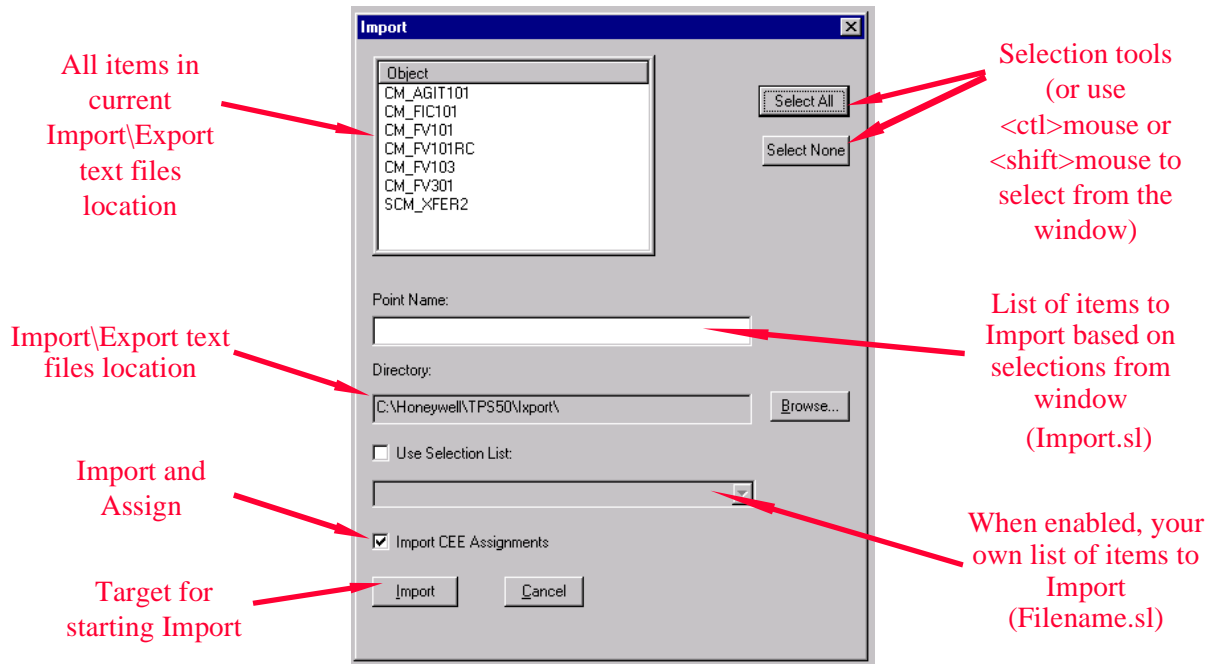 Import
All items in
current
Import\Export
text files
location
Object
CM_AGIT101
CM_FIC101
CM_FV101
CM_FV101RC
CM_FV103
CM_FV301
SCM_XFER2
Select All
Select None
Selection tools
(or use
<ctl>mouse or
<shift>mouse to
select from the
window)
Point Name:
List of items to
Import based on
selections from
window
(Import.sl)
Import\Export text
files location
Directory:
C:\Honeywell\TPS50\Ixport\
Browse...
Use Selection List:
Import and
Assign
Import CEE Assignments
When enabled, your
own list of items to
Import
(Filename.sl)
Target for
starting Import
Import
Cancel